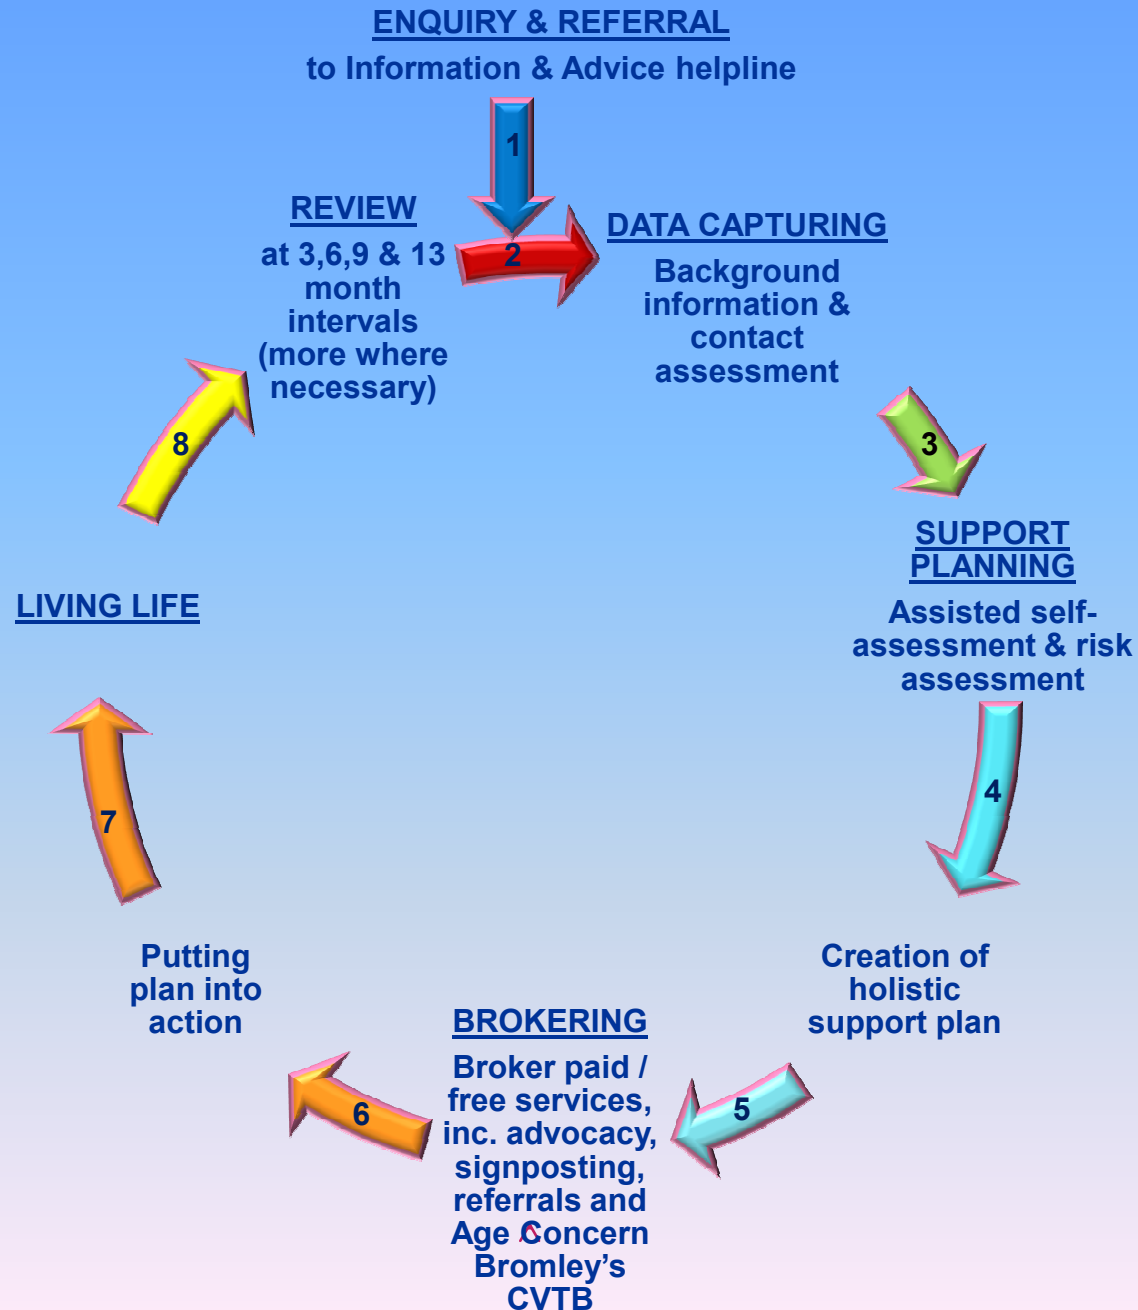 ENQUIRY & REFERRAL
to Information & Advice helpline
1
REVIEW
at 3,6,9 & 13
month
intervals
(more where
necessary)
2
DATA CAPTURING
Background
information &
contact
assessment
3
SUPPORT
PLANNING
Assisted self-
assessment & risk
assessment
4
Creation of
holistic
support plan
5
BROKERING
Broker paid /
free services,
inc. advocacy,
signposting,
referrals and
Age Concern
Bromley’s
CVTB
6
Putting
plan into
action
7
LIVING LIFE
8